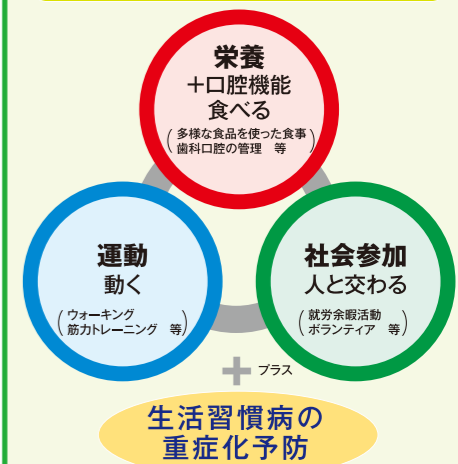 栄養
＋口腔機能
食べる
(多様な食品を使った食事
歯科口腔の管理　等)
運動
動く
(ウォーキング
筋力トレーニング　等)
社会参加
人と交わる
(就労余暇活動
ボランティア　等)
＋ プラス
生活習慣病の
重症化予防